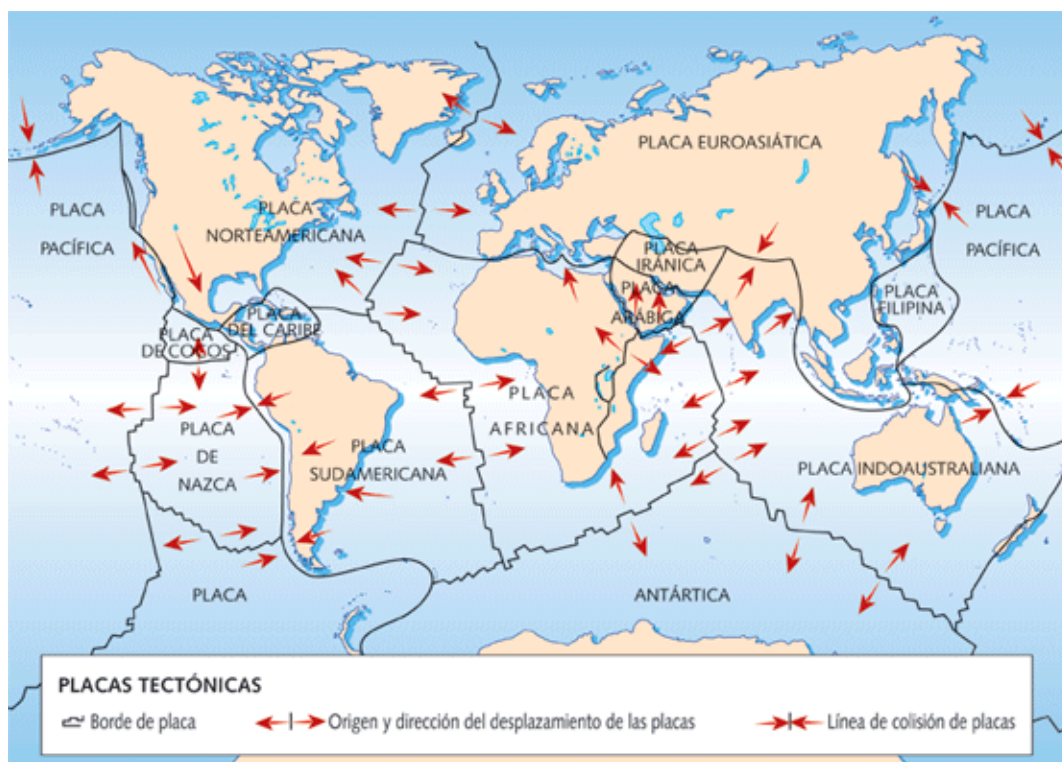 PLACA EUROASIÁTICA
PLACA
NORTEAMERICANA
PLACA
PACÍFICA
PLACA
PACÍFICA
PLACA
IRÁNICA
PLACA
ARÁBIGA
PLACA
FILIPINA
PLACA
DEL CARIBE
PLACA
DE COCOS
PLACA
AFRICANA
PLACA
DE
NAZCA
PLACA
SUDAMERICANA
PLACA INDOAUSTRALIANA
PLACA
ANTÁRTICA
PLACAS TECTÓNICAS
Borde de placa
Origen y dirección del desplazamiento de las placas
Línea de colisión de placas